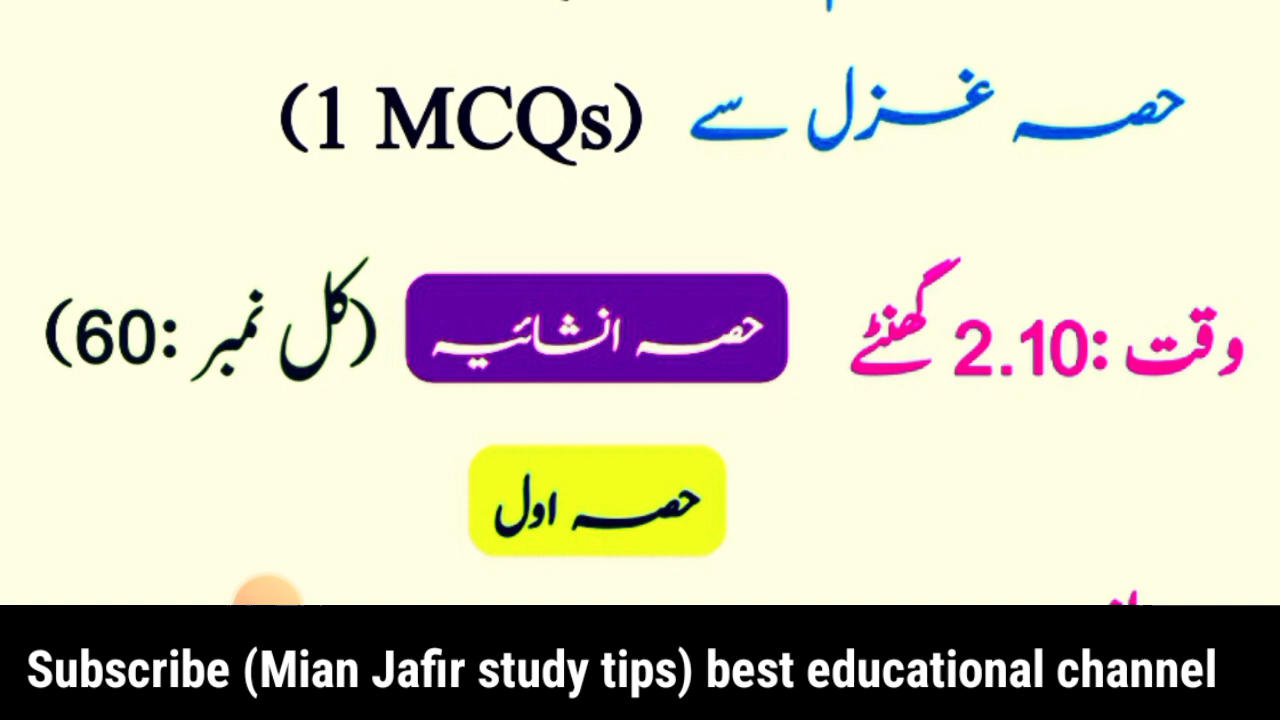 حصہ غزل سے (1 MCQs)
وقت :2.10 گھنٹے حصہ انشائیہ (کل نمبر :60)
حصہ اول
Subscribe (Mian Jafir study tips) best educational channel